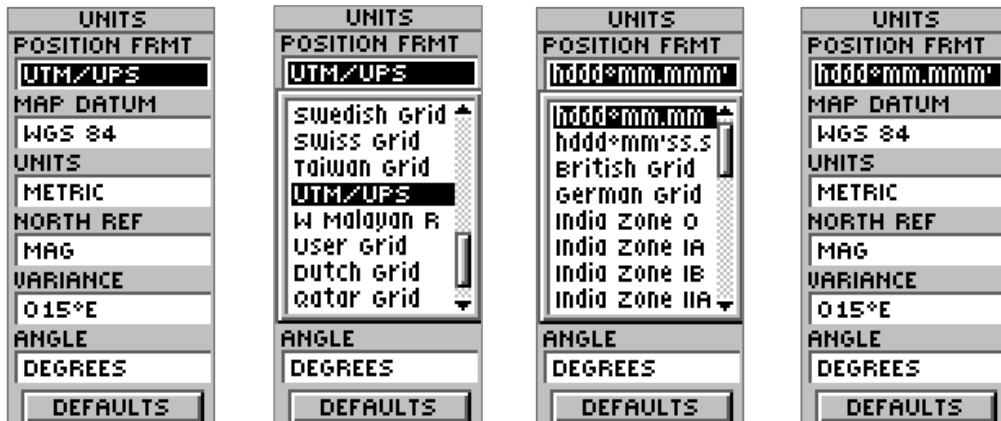 UNITS
POSITION FRMT
UTM/UPS
MAP DATUM
WGS 84
UNITS
METRIC
NORTH REF
MAG
VARIANCE
015°E
ANGLE
DEGREES
DEFAULTS
UNITS
POSITION FRMT
UTM/UPS
Swedish Grid
Swiss Grid
Taiwan Grid
UTM/UPS
W Malayan R
User Grid
Dutch Grid
Qatar Grid
ANGLE
DEGREES
DEFAULTS
UNITS
POSITION FRMT
hddd°mm.mmm'
hddd°mm.mm
hddd°mm'ss.s
British Grid
German Grid
India Zone 0
India Zone IA
India Zone IB
India Zone IIA
ANGLE
DEGREES
DEFAULTS
UNITS
POSITION FRMT
hddd°mm.mmm'
MAP DATUM
WGS 84
UNITS
METRIC
NORTH REF
MAG
VARIANCE
015°E
ANGLE
DEGREES
DEFAULTS